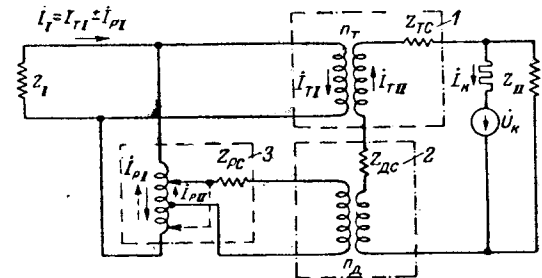 İ_I = İ_TI ± İ_PI
Z_I
n_T
Z_TC
1
İ_TI
İ_TII
İ_K
Z_II
U̇_K
İ_PI
İ_PII
Z_PC
3
Z_ДC
2
n_Д